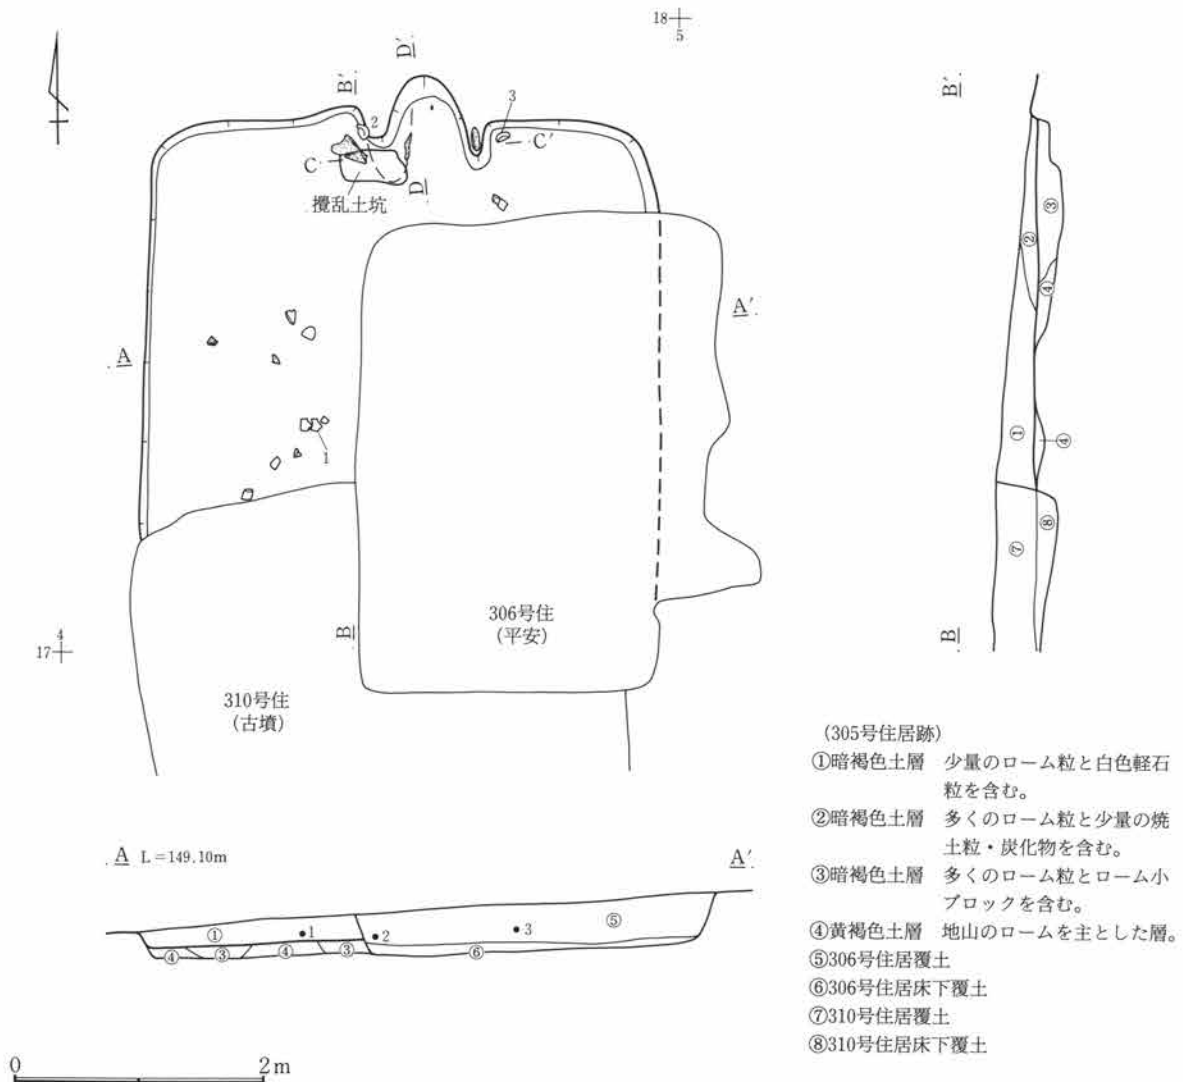 18
5
D′
B′
3
2
C
C′
D
攪乱土坑
A
A′
1
306号住
(平安)
B
4
17
310号住
(古墳)
B′
③
②
④
①
④
⑧
⑦
B
A L=149.10m
A′
①
1
2
3
⑤
④
③
④
③
⑥
0
2m
(305号住居跡)
①暗褐色土層 少量のローム粒と白色軽石
粒を含む。
②暗褐色土層 多くのローム粒と少量の焼
土粒・炭化物を含む。
③暗褐色土層 多くのローム粒とローム小
ブロックを含む。
④黄褐色土層 地山のロームを主とした層。
⑤306号住居覆土
⑥306号住居床下覆土
⑦310号住居覆土
⑧310号住居床下覆土